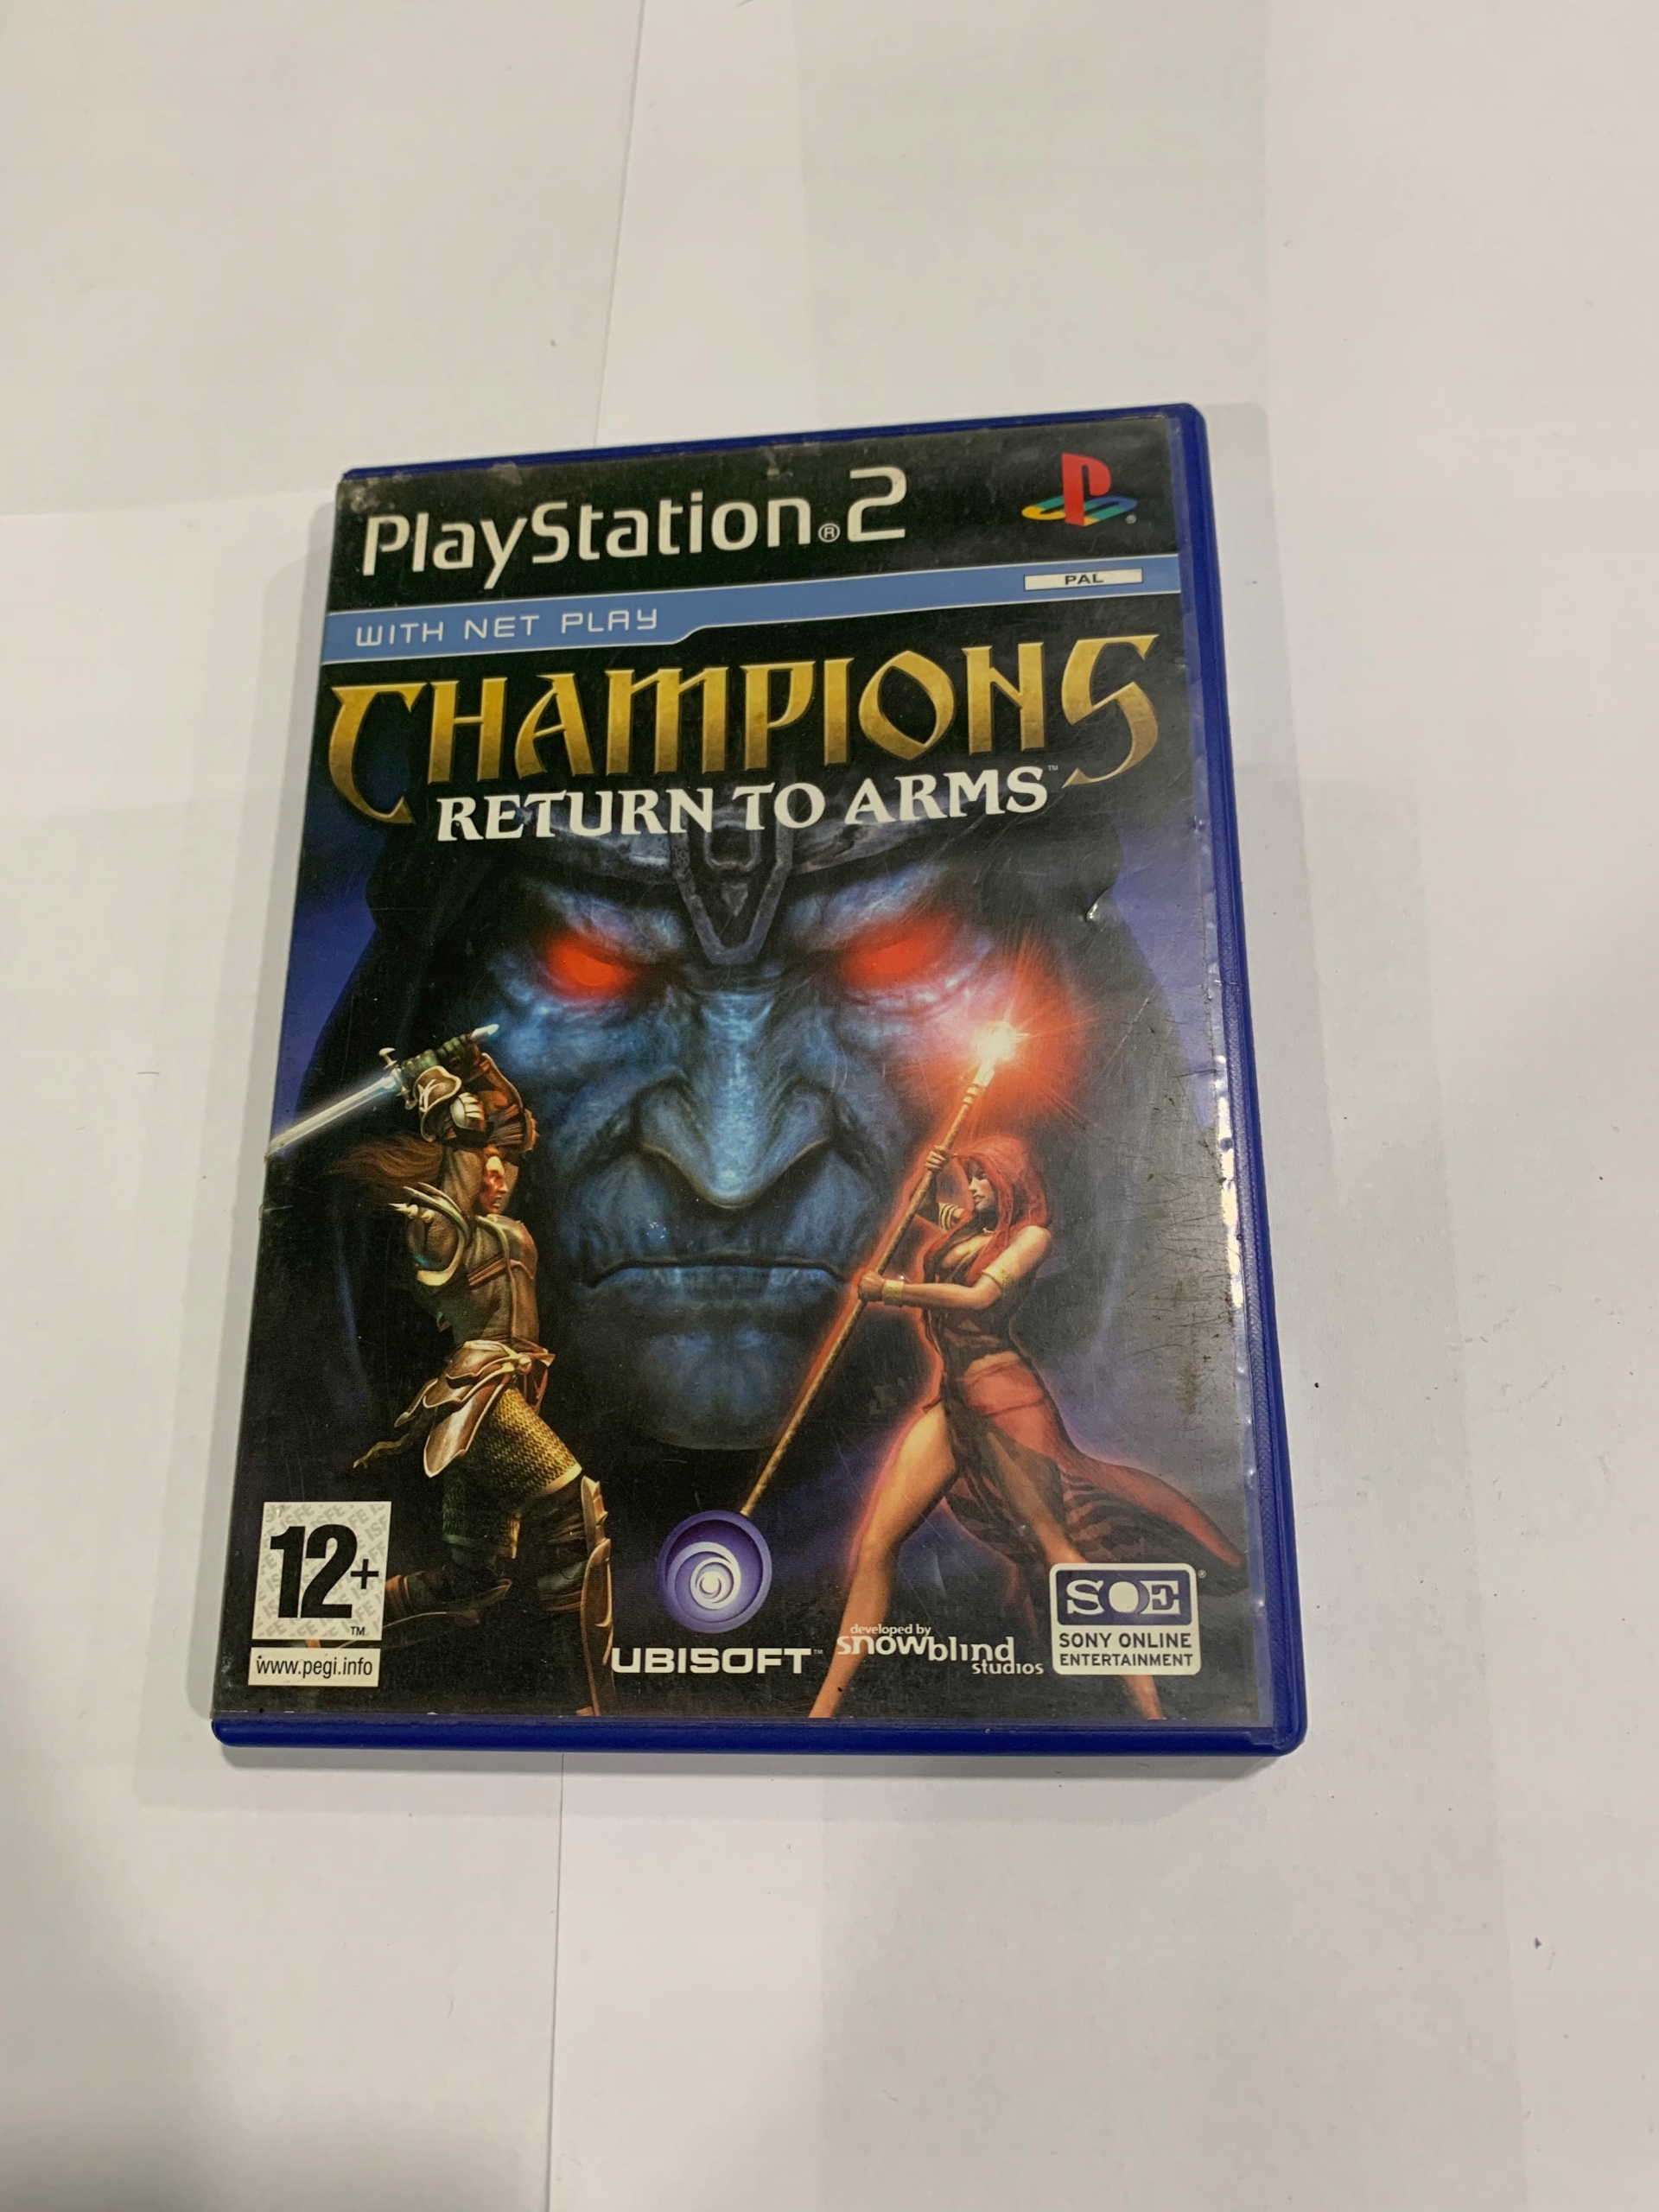 PlayStation®2
PAL
WITH NET PLAY
CHAMPIONS
RETURN TO ARMS™
12+
™
www.pegi.info
UBISOFT™
developed by
snowblind
studios
SOE®
SONY ONLINE
ENTERTAINMENT